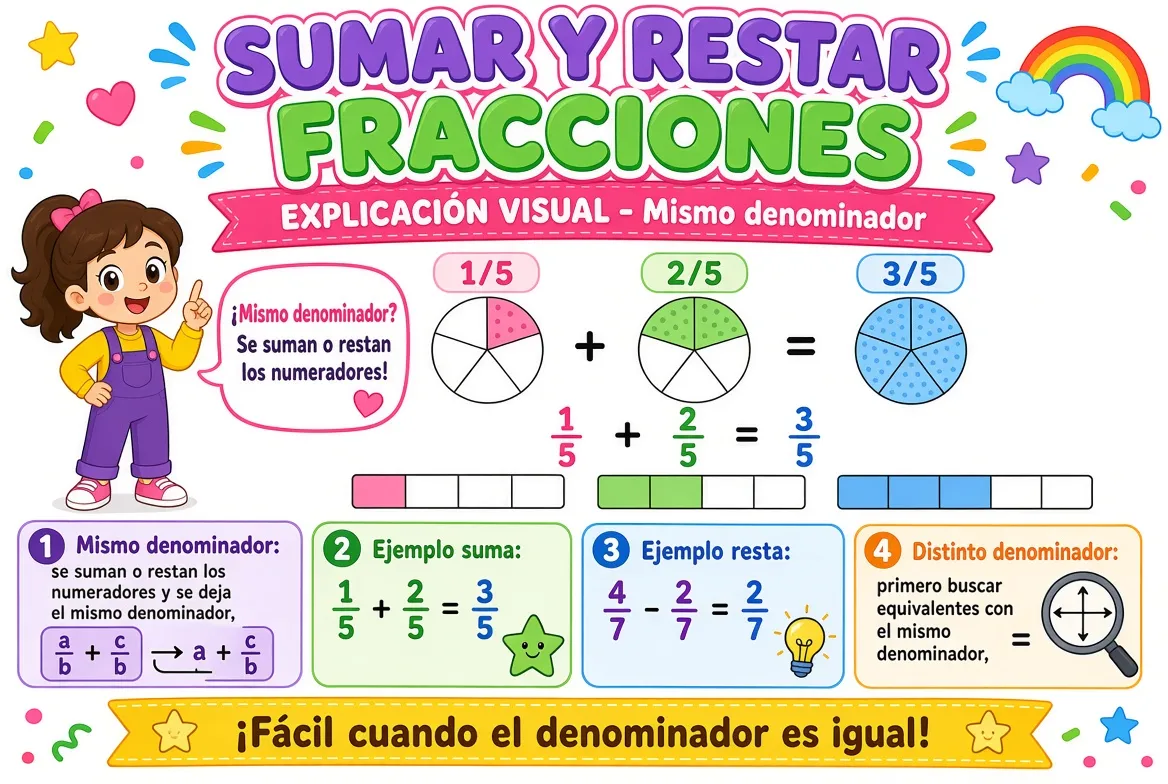 SUMAR Y RESTAR
FRACCIONES
EXPLICACIÓN VISUAL - Mismo denominador
¡Mismo denominador?
Se suman o restan
los numeradores!
1/5
2/5
3/5
+
=
1/5 + 2/5 = 3/5
1 Mismo denominador:
se suman o restan los
numeradores y se deja
el mismo denominador,
a/b + c/b → a + c/b
2 Ejemplo suma:
1/5 + 2/5 = 3/5
3 Ejemplo resta:
4/7 - 2/7 = 2/7
4 Distinto denominador:
primero buscar
equivalentes con
el mismo
denominador,
=
¡Fácil cuando el denominador es igual!